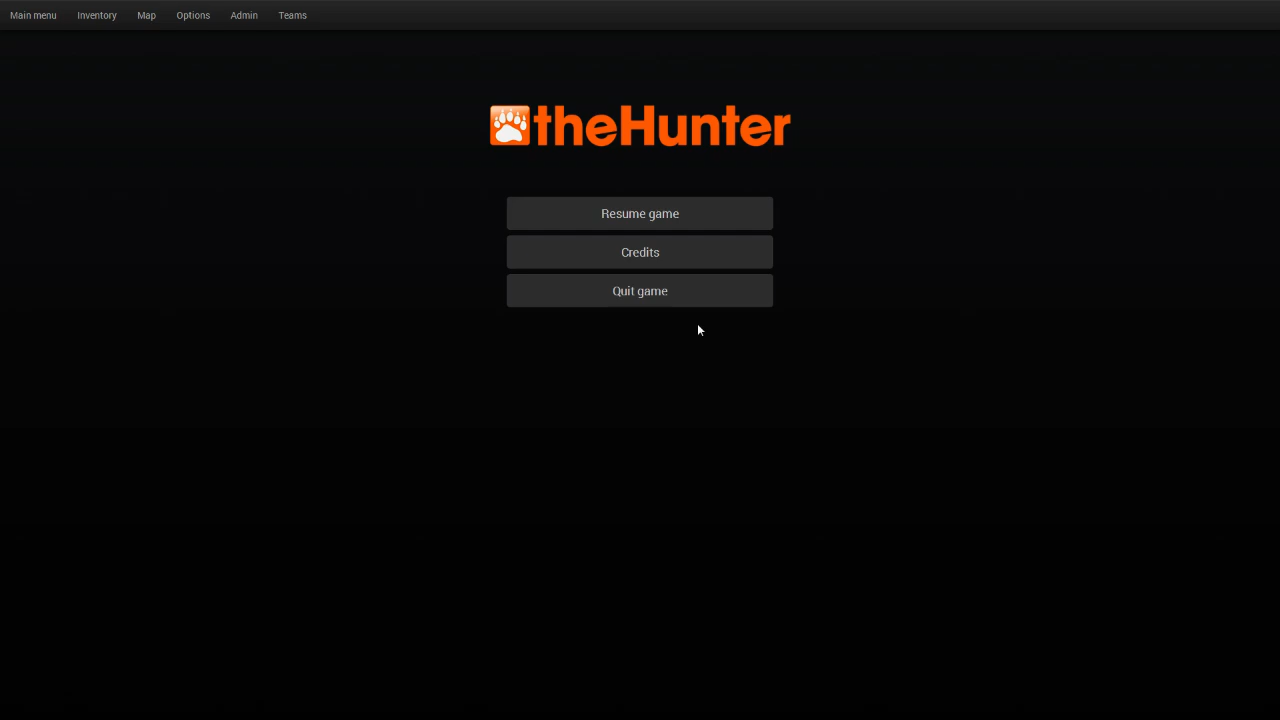 Main menu Inventory Map Options Admin Teams
theHunter
Resume game
Credits
Quit game